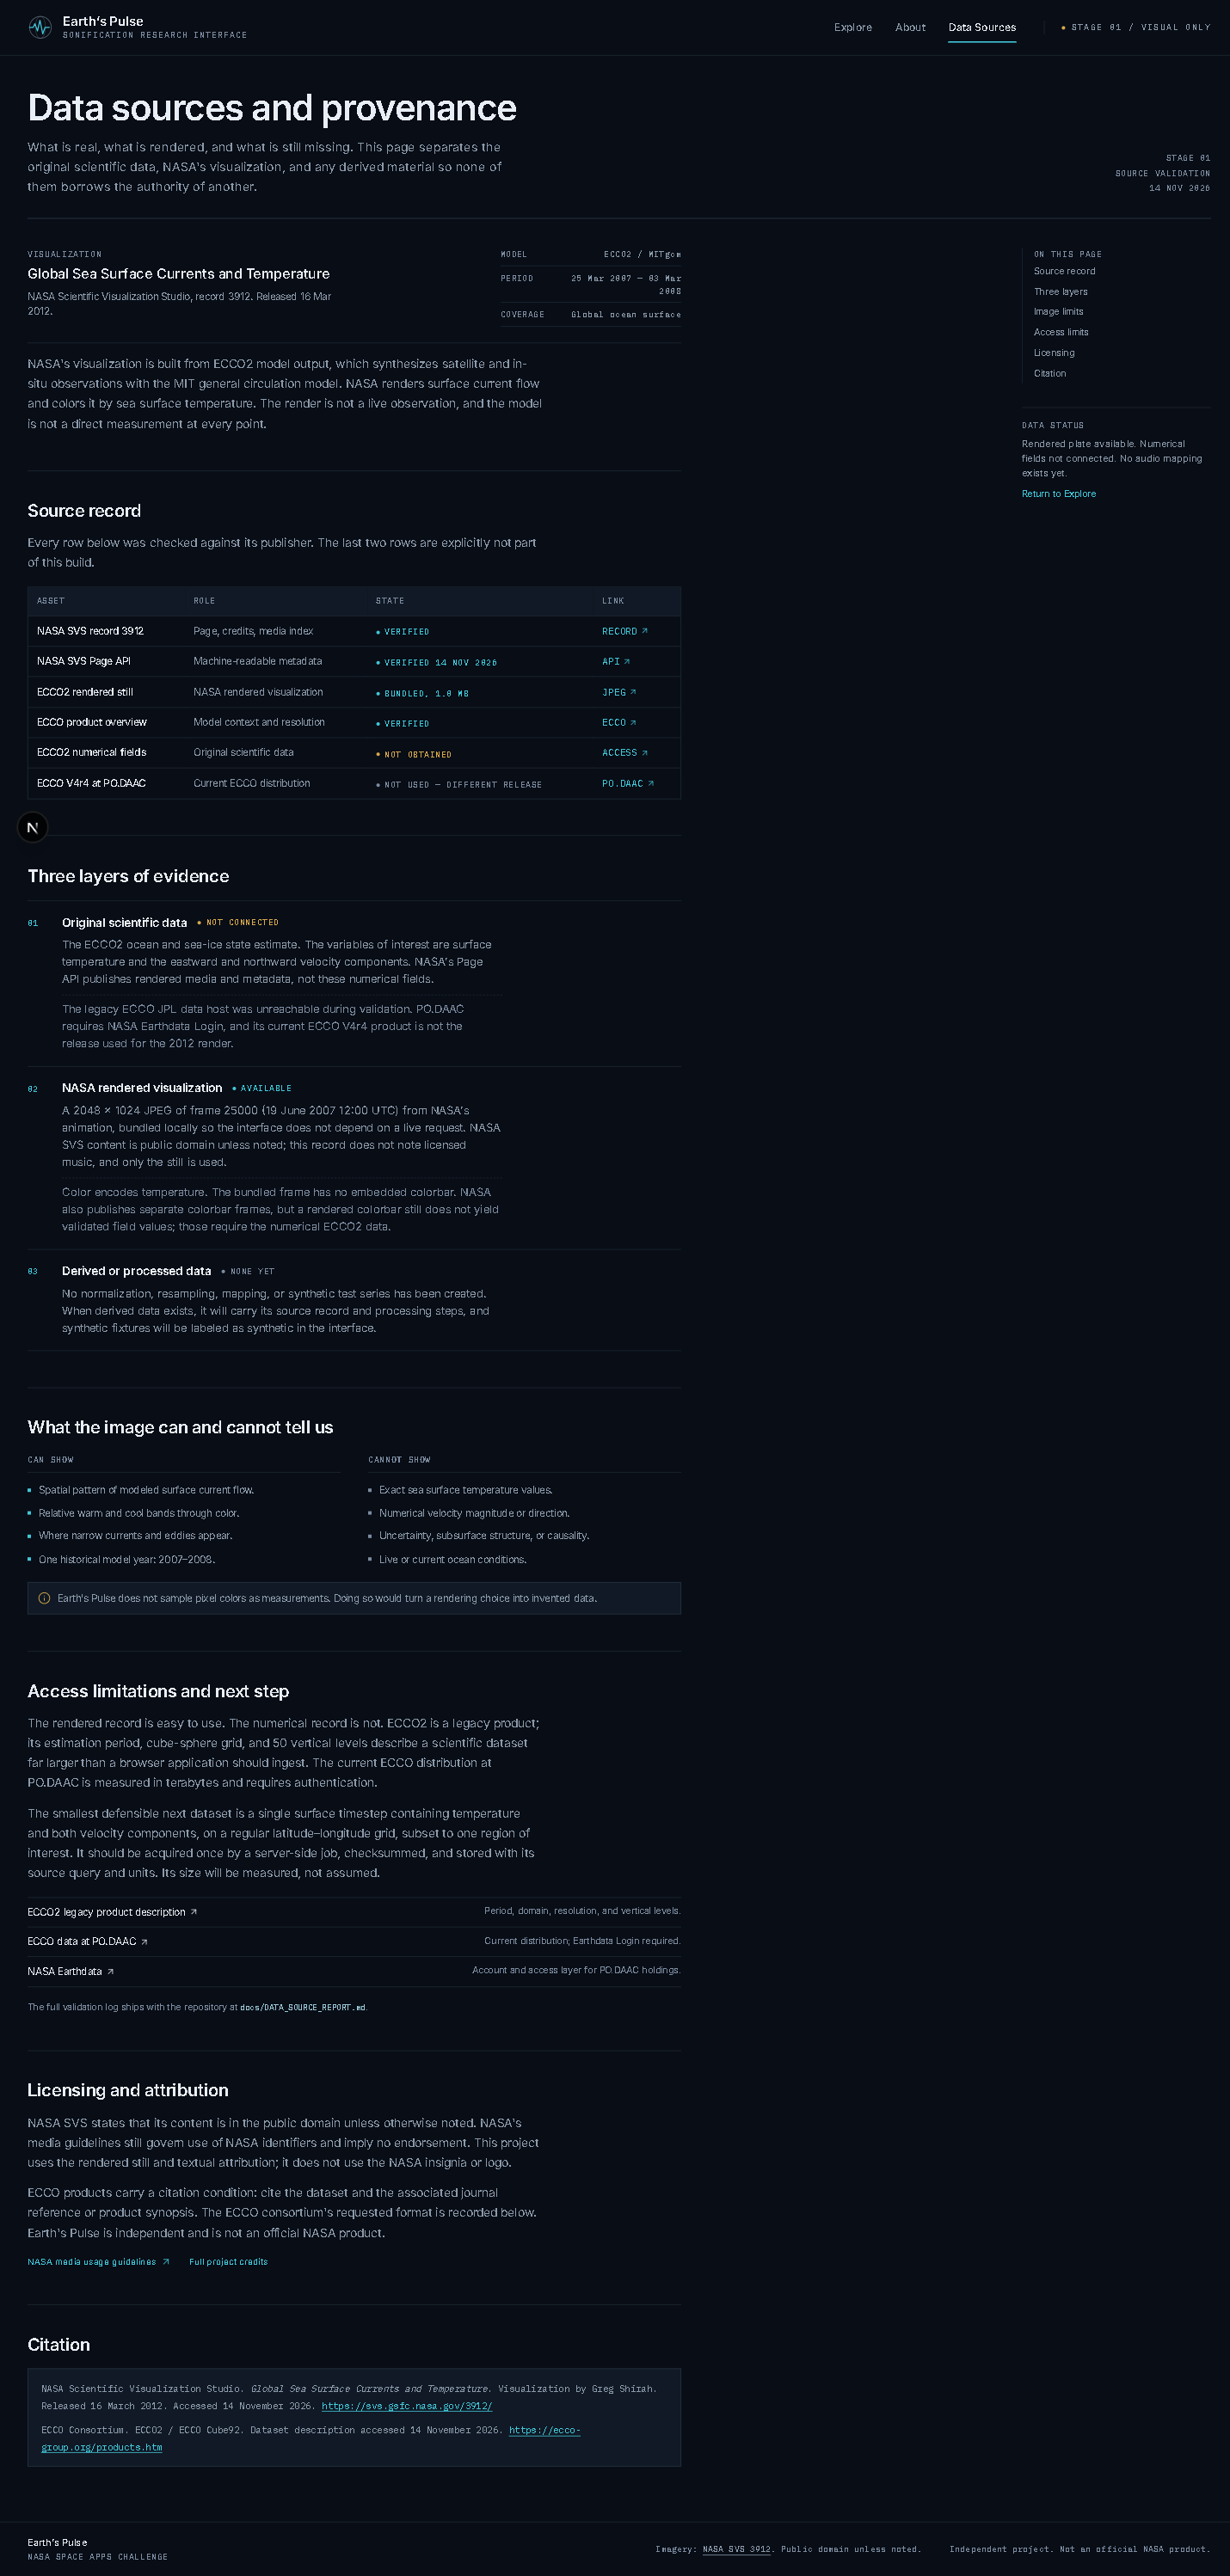 Earth's Pulse
SONIFICATION RESEARCH INTERFACE
Explore
About
Data Sources
STAGE 01 / VISUAL ONLY
Data sources and provenance
What is real, what is rendered, and what is still missing. This page separates the
original scientific data, NASA's visualization, and any derived material so none of
them borrows the authority of another.
STAGE 01
SOURCE VALIDATION
14 NOV 2026
VISUALIZATION
Global Sea Surface Currents and Temperature
NASA Scientific Visualization Studio, record 3912. Released 16 Mar
2012.
MODEL ECCO2 / MITgcm
PERIOD 25 Mar 2007 — 03 Mar
2008
COVERAGE Global ocean surface
ON THIS PAGE
Source record
Three layers
Image limits
Access limits
Licensing
Citation
DATA STATUS
Rendered plate available. Numerical
fields not connected. No audio mapping
exists yet.
Return to Explore
NASA's visualization is built from ECCO2 model output, which synthesizes satellite and in-
situ observations with the MIT general circulation model. NASA renders surface current flow
and colors it by sea surface temperature. The render is not a live observation, and the model
is not a direct measurement at every point.
Source record
Every row below was checked against its publisher. The last two rows are explicitly not part
of this build.
ASSET ROLE STATE LINK
NASA SVS record 3912 Page, credits, media index VERIFIED RECORD ↗
NASA SVS Page API Machine-readable metadata VERIFIED 14 NOV 2026 API ↗
ECCO2 rendered still NASA rendered visualization BUNDLED, 1.0 MB JPEG ↗
ECCO product overview Model context and resolution VERIFIED ECCO ↗
ECCO2 numerical fields Original scientific data NOT OBTAINED ACCESS ↗
ECCO V4r4 at PO.DAAC Current ECCO distribution NOT USED — DIFFERENT RELEASE PO.DAAC ↗
N
Three layers of evidence
01 Original scientific data NOT CONNECTED
The ECCO2 ocean and sea-ice state estimate. The variables of interest are surface
temperature and the eastward and northward velocity components. NASA's Page
API publishes rendered media and metadata, not these numerical fields.
The legacy ECCO JPL data host was unreachable during validation. PO.DAAC
requires NASA Earthdata Login, and its current ECCO V4r4 product is not the
release used for the 2012 render.
02 NASA rendered visualization AVAILABLE
A 2048 × 1024 JPEG of frame 25000 (19 June 2007 12:00 UTC) from NASA's
animation, bundled locally so the interface does not depend on a live request. NASA
SVS content is public domain unless noted; this record does not note licensed
music, and only the still is used.
Color encodes temperature. The bundled frame has no embedded colorbar. NASA
also publishes separate colorbar frames, but a rendered colorbar still does not yield
validated field values; those require the numerical ECCO2 data.
03 Derived or processed data NONE YET
No normalization, resampling, mapping, or synthetic test series has been created.
When derived data exists, it will carry its source record and processing steps, and
synthetic fixtures will be labeled as synthetic in the interface.
What the image can and cannot tell us
CAN SHOW
Spatial pattern of modeled surface current flow.
Relative warm and cool bands through color.
Where narrow currents and eddies appear.
One historical model year: 2007–2008.
CANNOT SHOW
Exact sea surface temperature values.
Numerical velocity magnitude or direction.
Uncertainty, subsurface structure, or causality.
Live or current ocean conditions.
Earth's Pulse does not sample pixel colors as measurements. Doing so would turn a rendering choice into invented data.
Access limitations and next step
The rendered record is easy to use. The numerical record is not. ECCO2 is a legacy product;
its estimation period, cube-sphere grid, and 50 vertical levels describe a scientific dataset
far larger than a browser application should ingest. The current ECCO distribution at
PO.DAAC is measured in terabytes and requires authentication.
The smallest defensible next dataset is a single surface timestep containing temperature
and both velocity components, on a regular latitude–longitude grid, subset to one region of
interest. It should be acquired once by a server-side job, checksummed, and stored with its
source query and units. Its size will be measured, not assumed.
ECCO2 legacy product description ↗ Period, domain, resolution, and vertical levels.
ECCO data at PO.DAAC ↗ Current distribution; Earthdata Login required.
NASA Earthdata ↗ Account and access layer for PO.DAAC holdings.
The full validation log ships with the repository at docs/DATA_SOURCE_REPORT.md.
Licensing and attribution
NASA SVS states that its content is in the public domain unless otherwise noted. NASA's
media guidelines still govern use of NASA identifiers and imply no endorsement. This project
uses the rendered still and textual attribution; it does not use the NASA insignia or logo.
ECCO products carry a citation condition: cite the dataset and the associated journal
reference or product synopsis. The ECCO consortium's requested format is recorded below.
Earth's Pulse is independent and is not an official NASA product.
NASA media usage guidelines ↗ Full project credits
Citation
NASA Scientific Visualization Studio. Global Sea Surface Currents and Temperature. Visualization by Greg Shirah.
Released 16 March 2012. Accessed 14 November 2026. https://svs.gsfc.nasa.gov/3912/
ECCO Consortium. ECCO2 / ECCO Cube92. Dataset description accessed 14 November 2026. https://ecco-
group.org/products.htm
Earth's Pulse
NASA SPACE APPS CHALLENGE
Imagery: NASA SVS 3912. Public domain unless noted.
Independent project. Not an official NASA product.